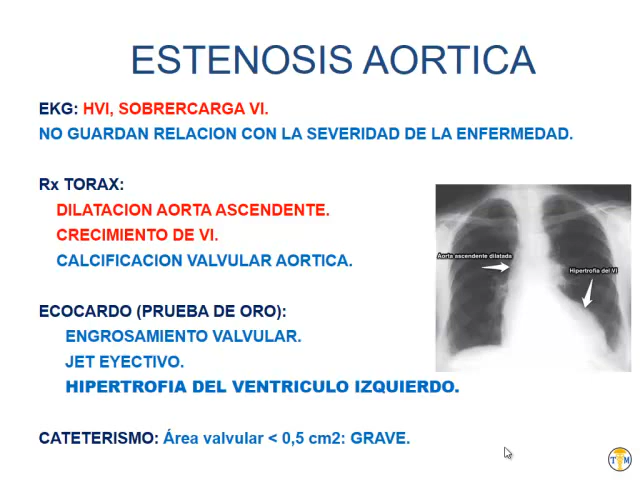 ESTENOSIS AORTICA
EKG: HVI, SOBRERCARGA VI.
NO GUARDAN RELACION CON LA SEVERIDAD DE LA ENFERMEDAD.
Rx TORAX:
DILATACION AORTA ASCENDENTE.
CRECIMIENTO DE VI.
CALCIFICACION VALVULAR AORTICA.
Aorta ascendente dilatada
Hipertrofia del VI
ECOCARDO (PRUEBA DE ORO):
ENGROSAMIENTO VALVULAR.
JET EYECTIVO.
HIPERTROFIA DEL VENTRICULO IZQUIERDO.
CATETERISMO: Área valvular < 0,5 cm2: GRAVE.
T M